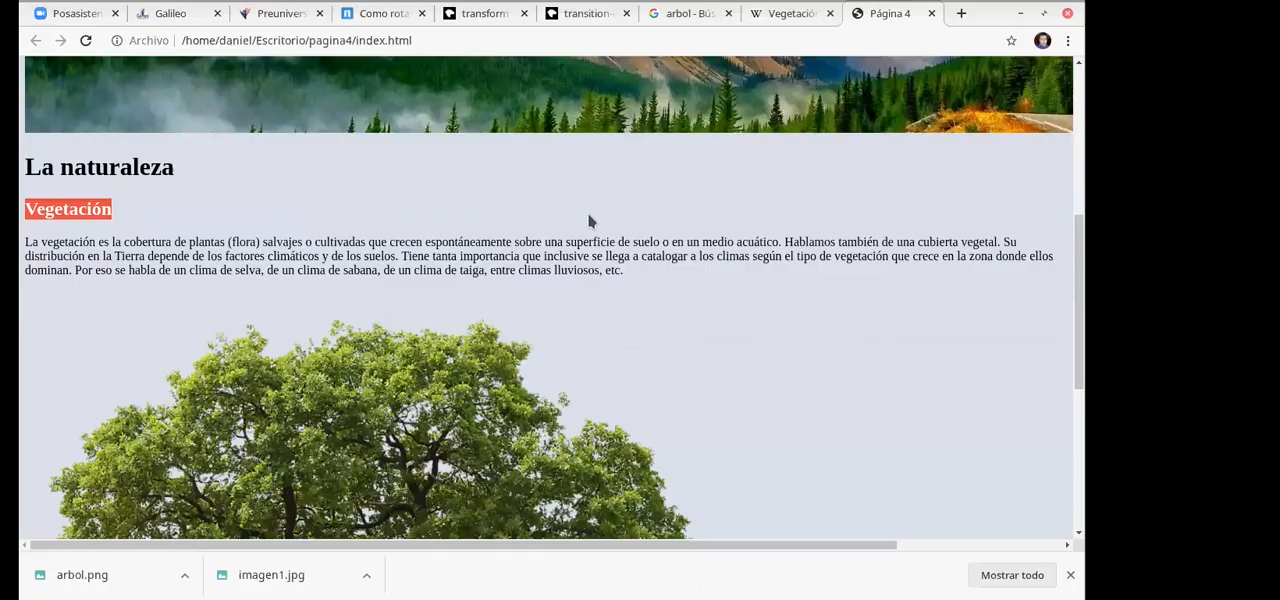 Posasisten
Galileo
Preunivers
Como rota
transform
transition-
arbol - Bús
Vegetación
Página 4
Archivo
/home/daniel/Escritorio/pagina4/index.html
La naturaleza
Vegetación
La vegetación es la cobertura de plantas (flora) salvajes o cultivadas que crecen espontáneamente sobre una superficie de suelo o en un medio acuático. Hablamos también de una cubierta vegetal. Su
distribución en la Tierra depende de los factores climáticos y de los suelos. Tiene tanta importancia que inclusive se llega a catalogar a los climas según el tipo de vegetación que crece en la zona donde ellos
dominan. Por eso se habla de un clima de selva, de un clima de sabana, de un clima de taiga, entre climas lluviosos, etc.
arbol.png
imagen1.jpg
Mostrar todo